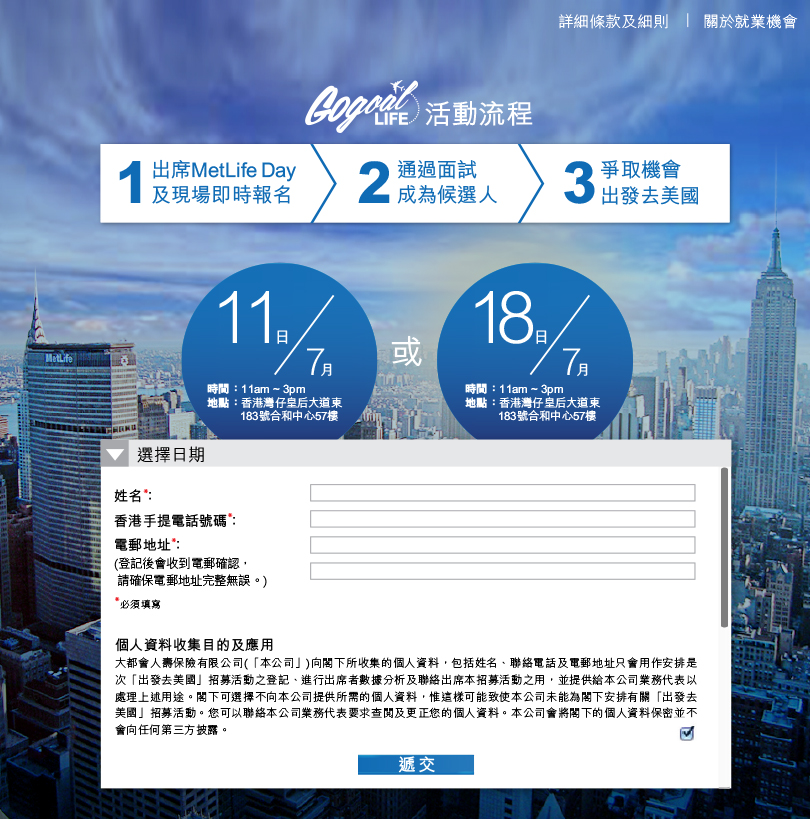 詳細條款及細則 | 關於就業機會
Gogoal LIFE 活動流程
1 出席MetLife Day
及現場即時報名
2 通過面試
成為候選人
3 爭取機會
出發去美國
MetLife
11日/7月
時間：11am ~ 3pm
地點：香港灣仔皇后大道東
183號合和中心57樓
或
18日/7月
時間：11am ~ 3pm
地點：香港灣仔皇后大道東
183號合和中心57樓
選擇日期
姓名*：
香港手提電話號碼*：
電郵地址*：
(登記後會收到電郵確認，
請確保電郵地址完整無誤。)
*必須填寫
個人資料收集目的及應用
大都會人壽保險有限公司(「本公司」)向閣下所收集的個人資料，包括姓名、聯絡電話及電郵地址只會用作安排是
次「出發去美國」招募活動之登記、進行出席者數據分析及聯絡出席本招募活動之用，並提供給本公司業務代表以
處理上述用途。閣下可選擇不向本公司提供所需的個人資料，惟這樣可能致使本公司未能為閣下安排有關「出發去
美國」招募活動。您可以聯絡本公司業務代表要求查閱及更正您的個人資料。本公司會將閣下的個人資料保密並不
會向任何第三方披露。
遞交